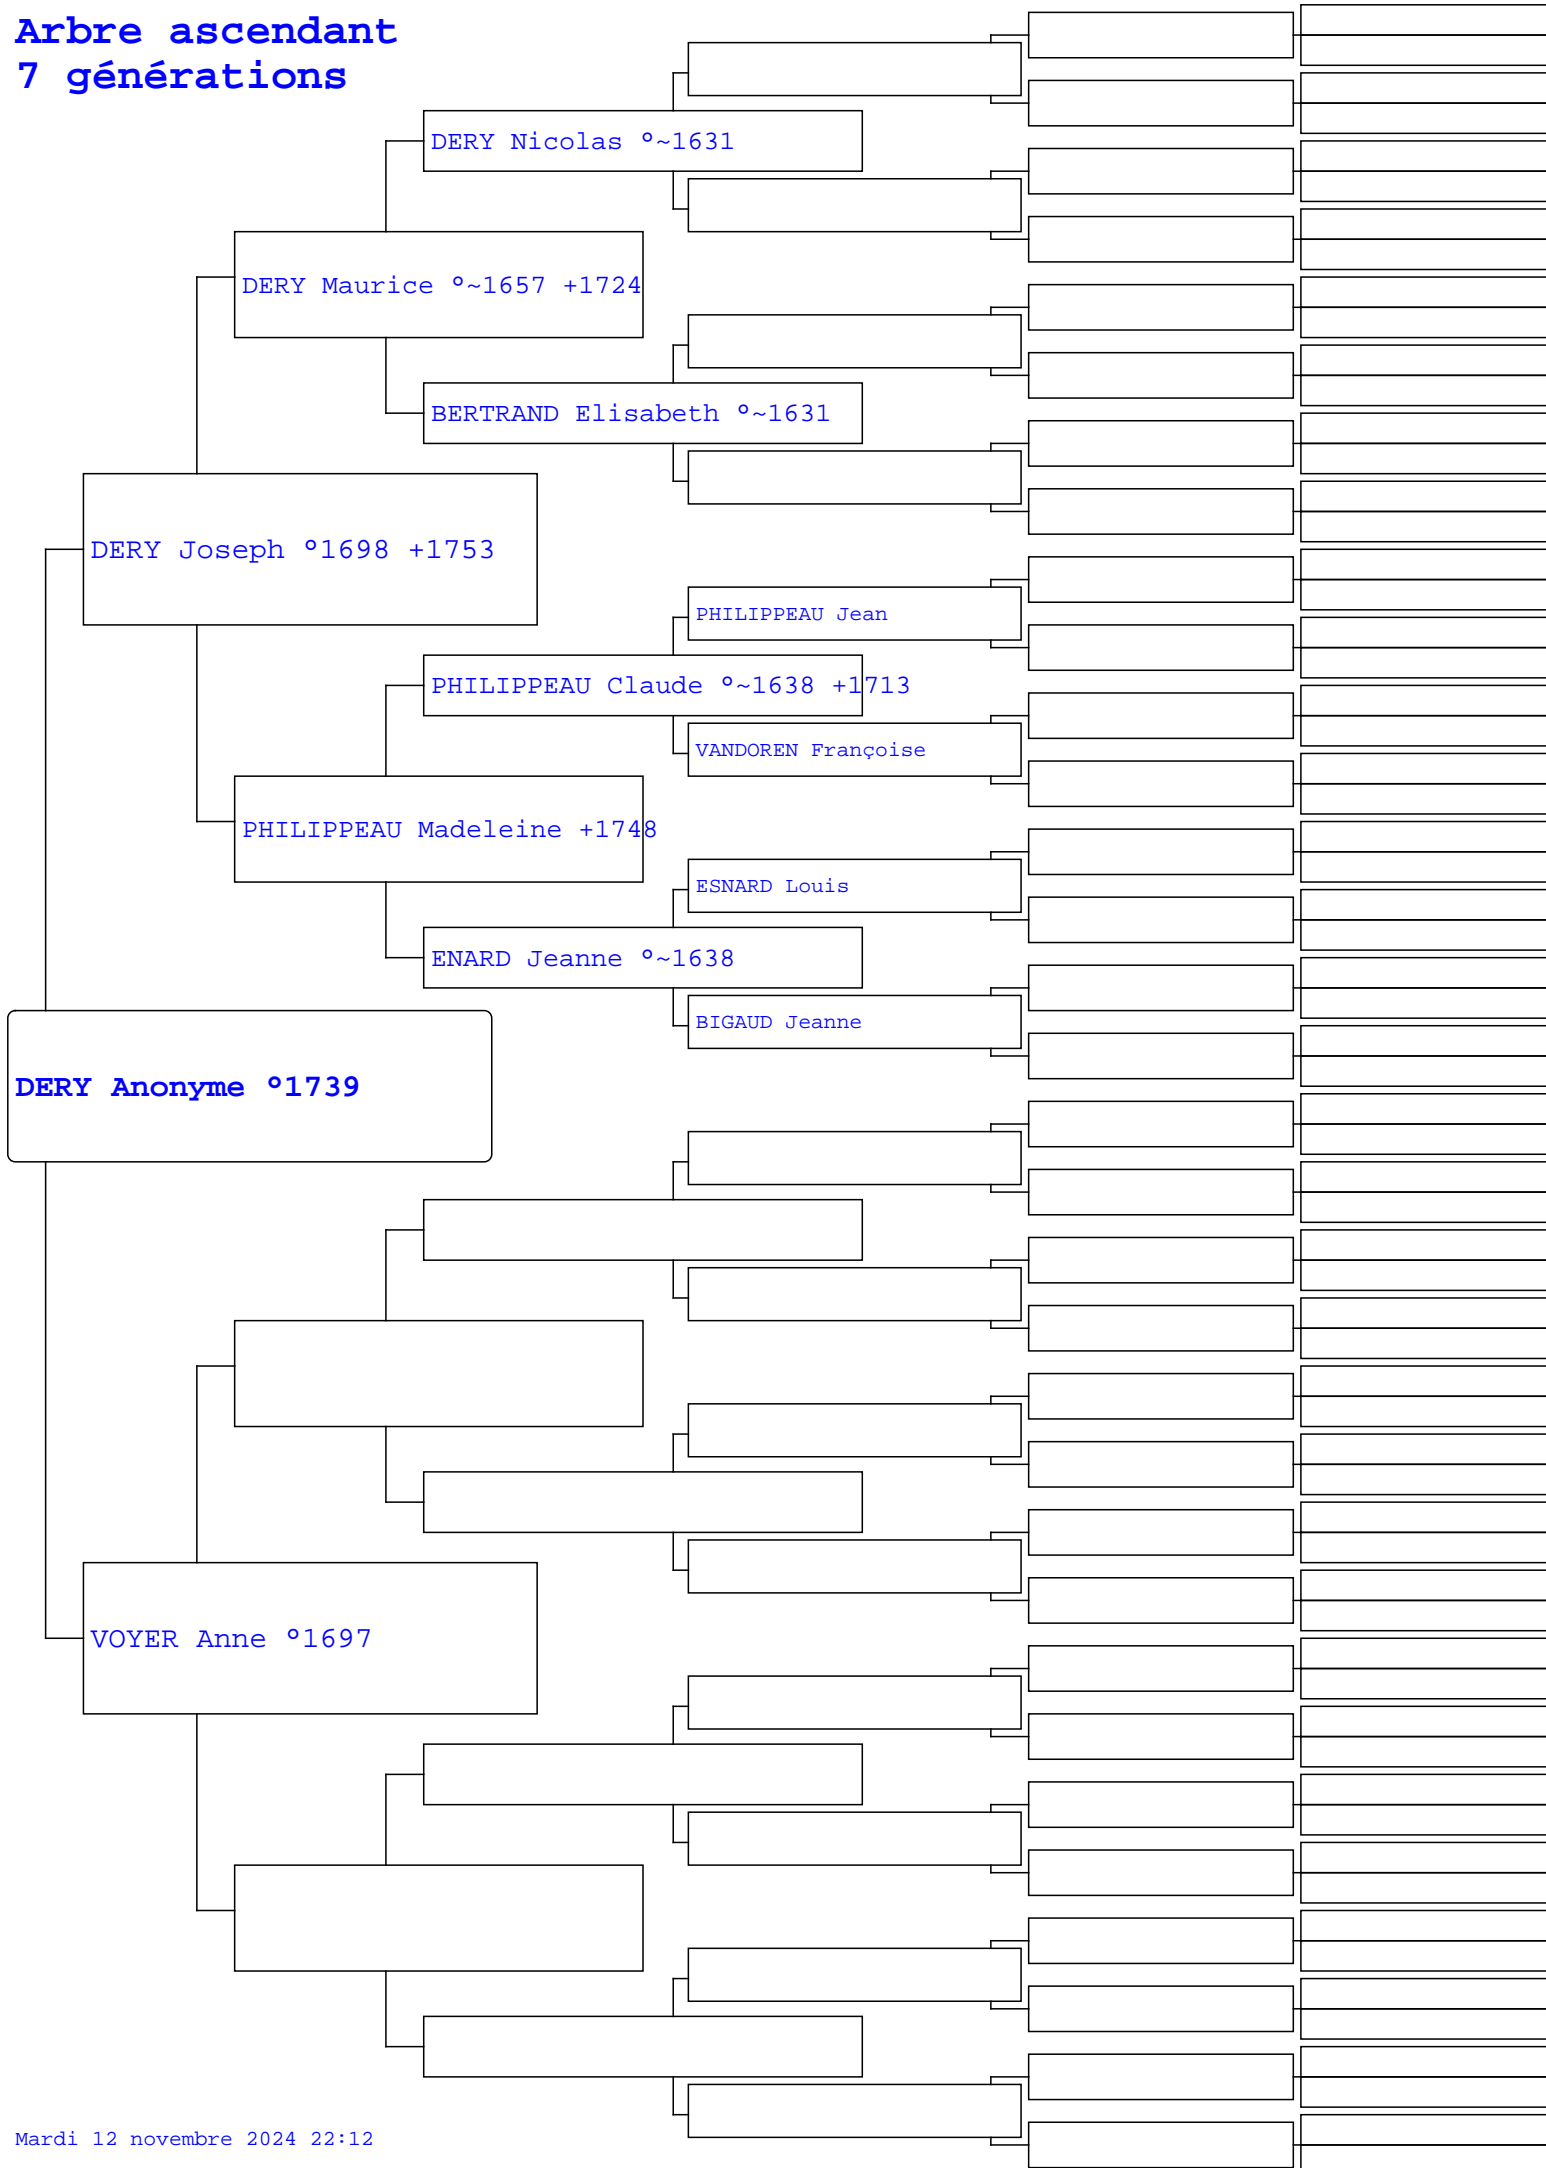 Arbre ascendant
7 générations
DERY Nicolas °~1631
DERY Maurice °~1657 +1724
BERTRAND Elisabeth °~1631
DERY Joseph °1698 +1753
PHILIPPEAU Jean
PHILIPPEAU Claude °~1638 +1713
VANDOREN Françoise
PHILIPPEAU Madeleine +1748
ESNARD Louis
ENARD Jeanne °~1638
BIGAUD Jeanne
DERY Anonyme °1739
VOYER Anne °1697
Mardi 12 novembre 2024 22:12